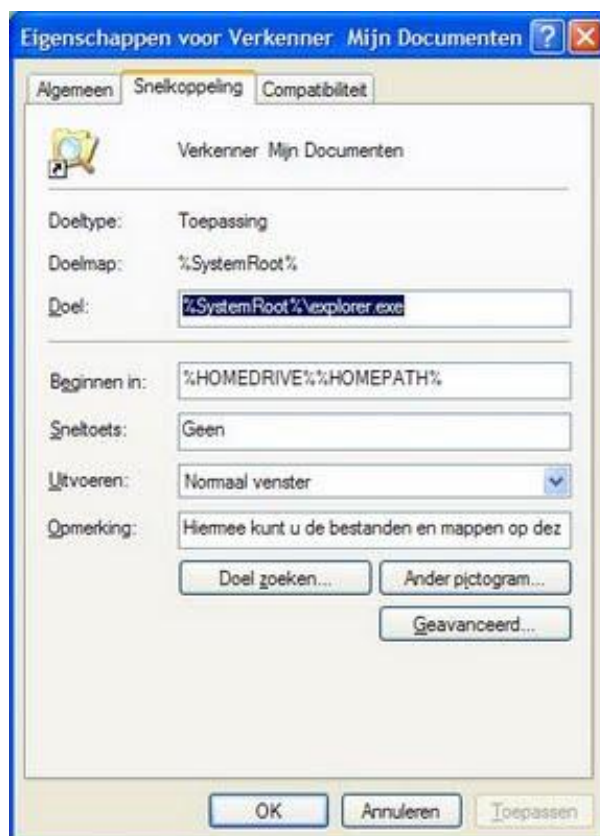 Eigenschappen voor Verkenner Mijn Documenten
Algemeen Snelkoppeling Compatibiliteit
Verkenner Mijn Documenten
Doeltype: Toepassing
Doelmap: %SystemRoot%
Doel: %SystemRoot%\explorer.exe
Beginnen in: %HOMEDRIVE%%HOMEPATH%
Sneltoets: Geen
Uitvoeren: Normaal venster
Opmerking: Hiermee kunt u de bestanden en mappen op dez
Doel zoeken... Ander pictogram...
Geavanceerd...
OK Annuleren Toepassen